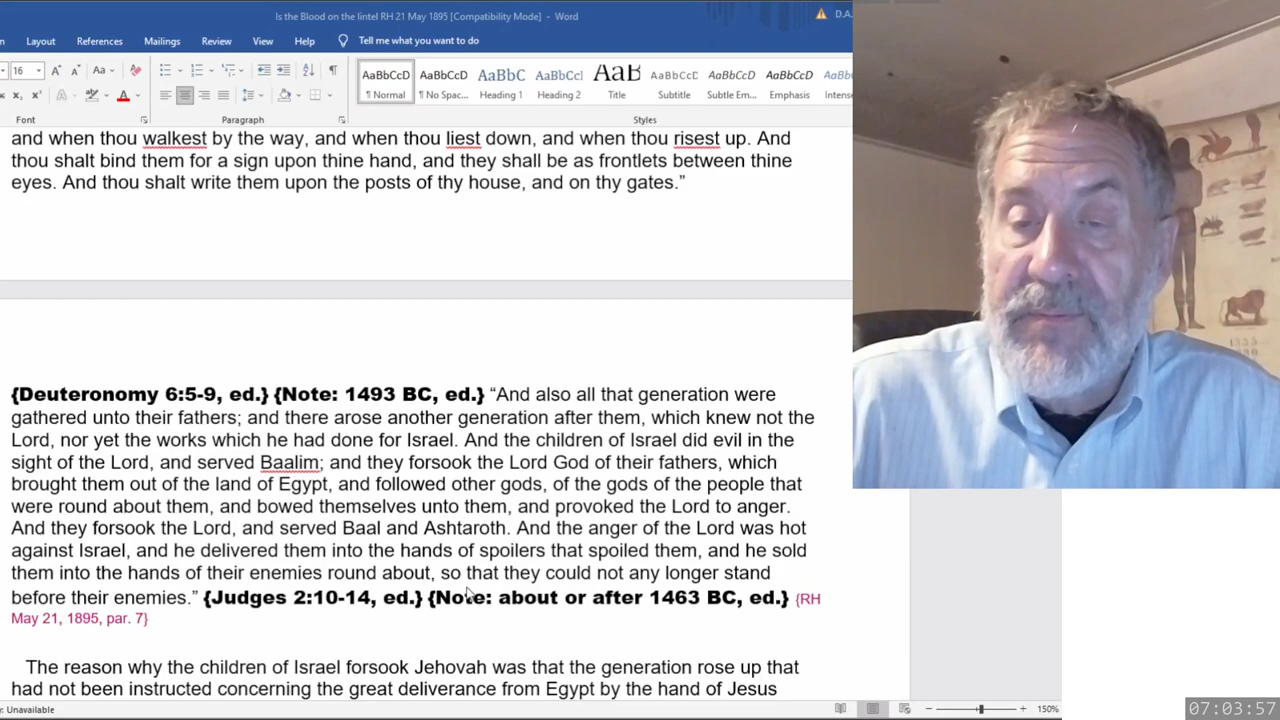 Is the Blood on the lintel RH 21 May 1895 [Compatibility Mode] - Word
D.A.
Layout References Mailings Review View Help Tell me what you want to do
16 Aa
AaBbCcD AaBbCcD AaBbC AaBbCcI AaB AaBbCcD AaBbCcD AaBbCcD AaBb
¶ Normal ¶ No Spac... Heading 1 Heading 2 Title Subtitle Subtle Em... Emphasis Intense
Font Paragraph Styles
and when thou walkest by the way, and when thou liest down, and when thou risest up. And
thou shalt bind them for a sign upon thine hand, and they shall be as frontlets between thine
eyes. And thou shalt write them upon the posts of thy house, and on thy gates.”
{Deuteronomy 6:5-9, ed.} {Note: 1493 BC, ed.} “And also all that generation were
gathered unto their fathers; and there arose another generation after them, which knew not the
Lord, nor yet the works which he had done for Israel. And the children of Israel did evil in the
sight of the Lord, and served Baalim; and they forsook the Lord God of their fathers, which
brought them out of the land of Egypt, and followed other gods, of the gods of the people that
were round about them, and bowed themselves unto them, and provoked the Lord to anger.
And they forsook the Lord, and served Baal and Ashtaroth. And the anger of the Lord was hot
against Israel, and he delivered them into the hands of spoilers that spoiled them, and he sold
them into the hands of their enemies round about, so that they could not any longer stand
before their enemies.” {Judges 2:10-14, ed.} {Note: about or after 1463 BC, ed.} {RH
May 21, 1895, par. 7}
The reason why the children of Israel forsook Jehovah was that the generation rose up that
had not been instructed concerning the great deliverance from Egypt by the hand of Jesus
: Unavailable
150%
07:03:57